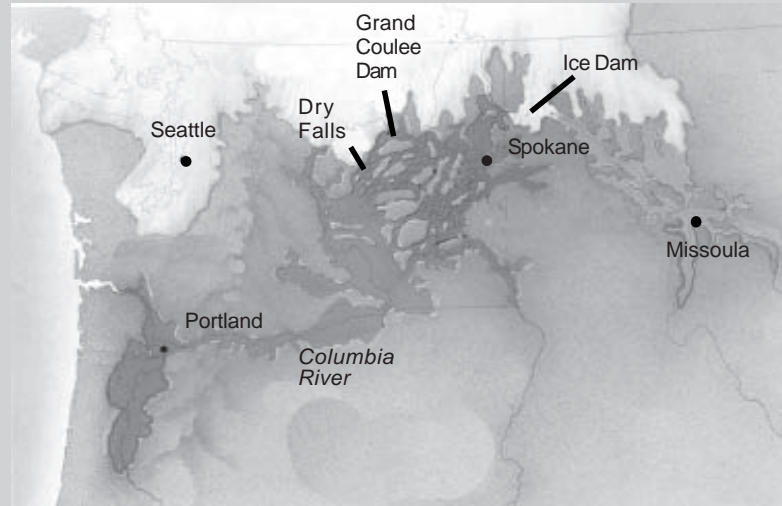 Grand
Coulee
Dam
Ice Dam
Dry
Falls
Seattle
Spokane
Missoula
Portland
Columbia
River